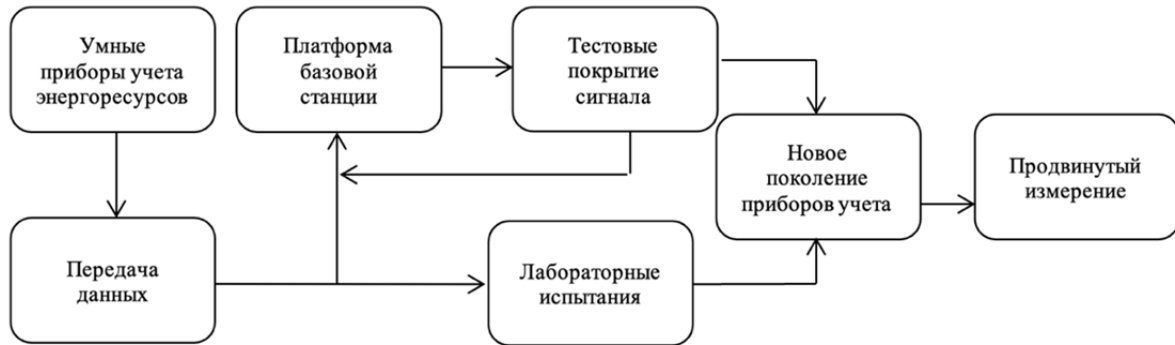 Умные
приборы учета
энергоресурсов
Платформа
базовой
станции
Тестовые
покрытие
сигнала
Новое
поколение
приборов учета
Продвинутый
измерение
Передача
данных
Лабораторные
испытания